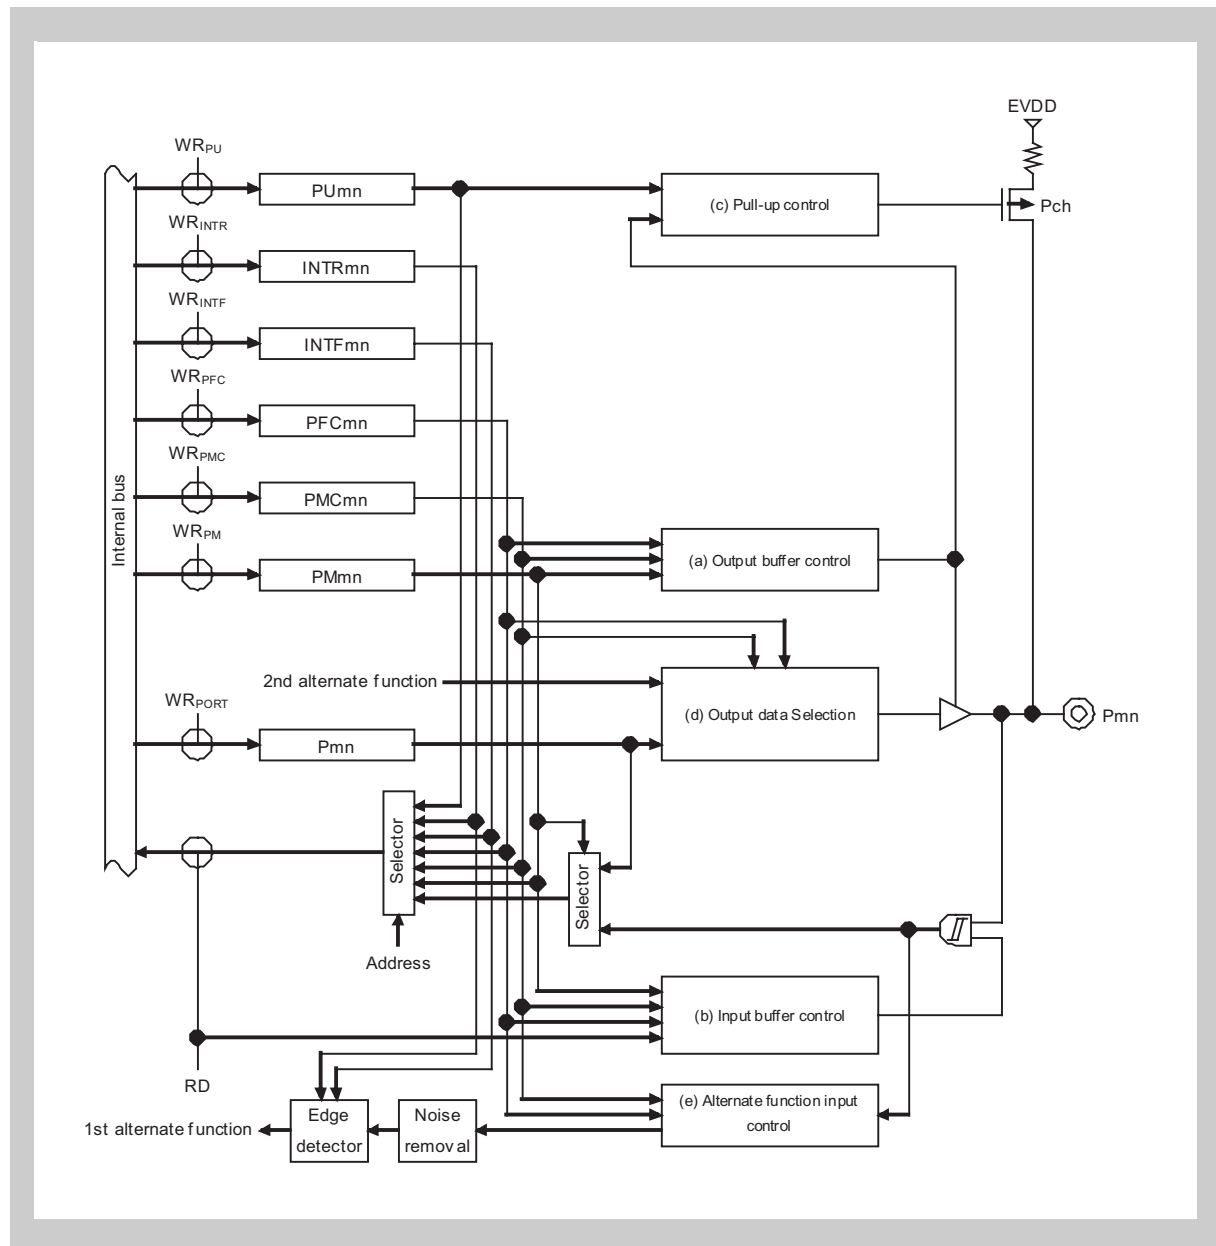 EVDD
WRPU
PUmn
(c) Pull-up control
Pch
WRINTR
INTRmn
WRINTF
INTFmn
WRPFC
PFCmn
WRPMC
PMCmn
Internal bus
WRPM
PMmn
(a) Output buffer control
2nd alternate function
WRPORT
(d) Output data Selection
Pmn
Pmn
Selector
Selector
Address
(b) Input buffer control
RD
(e) Alternate function input
control
1st alternate function
Edge
detector
Noise
removal